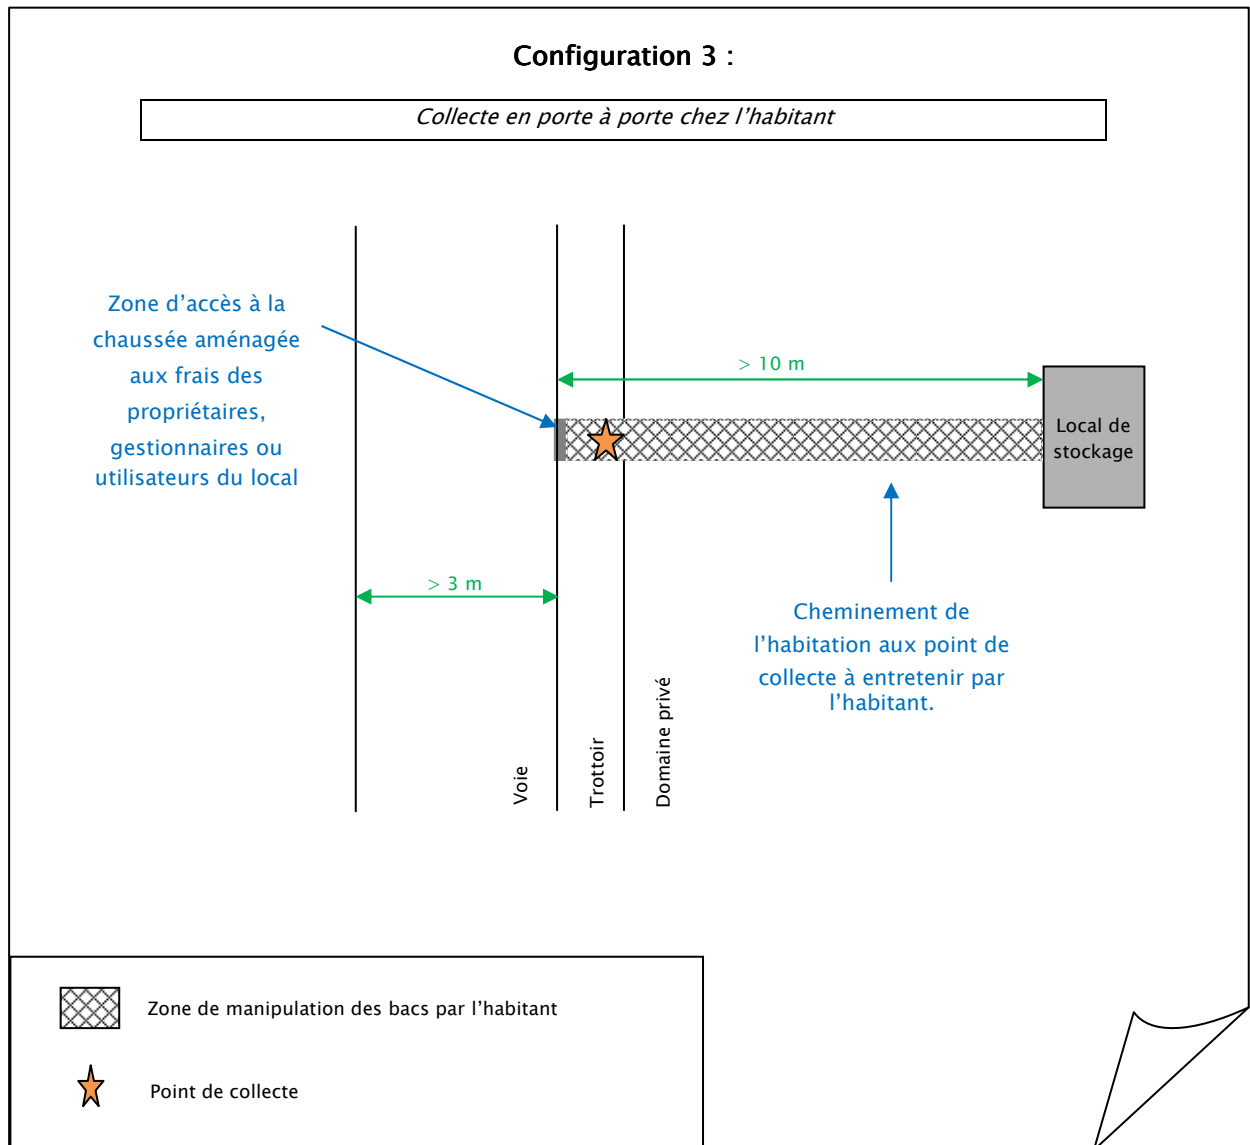 Configuration 3 :
Collecte en porte à porte chez l’habitant
Zone d’accès à la
chaussée aménagée
aux frais des
propriétaires,
gestionnaires ou
utilisateurs du local
> 10 m
Local de
stockage
> 3 m
Cheminement de
l’habitation aux point de
collecte à entretenir par
l’habitant.
Voie
Trottoir
Domaine privé
Zone de manipulation des bacs par l’habitant
Point de collecte